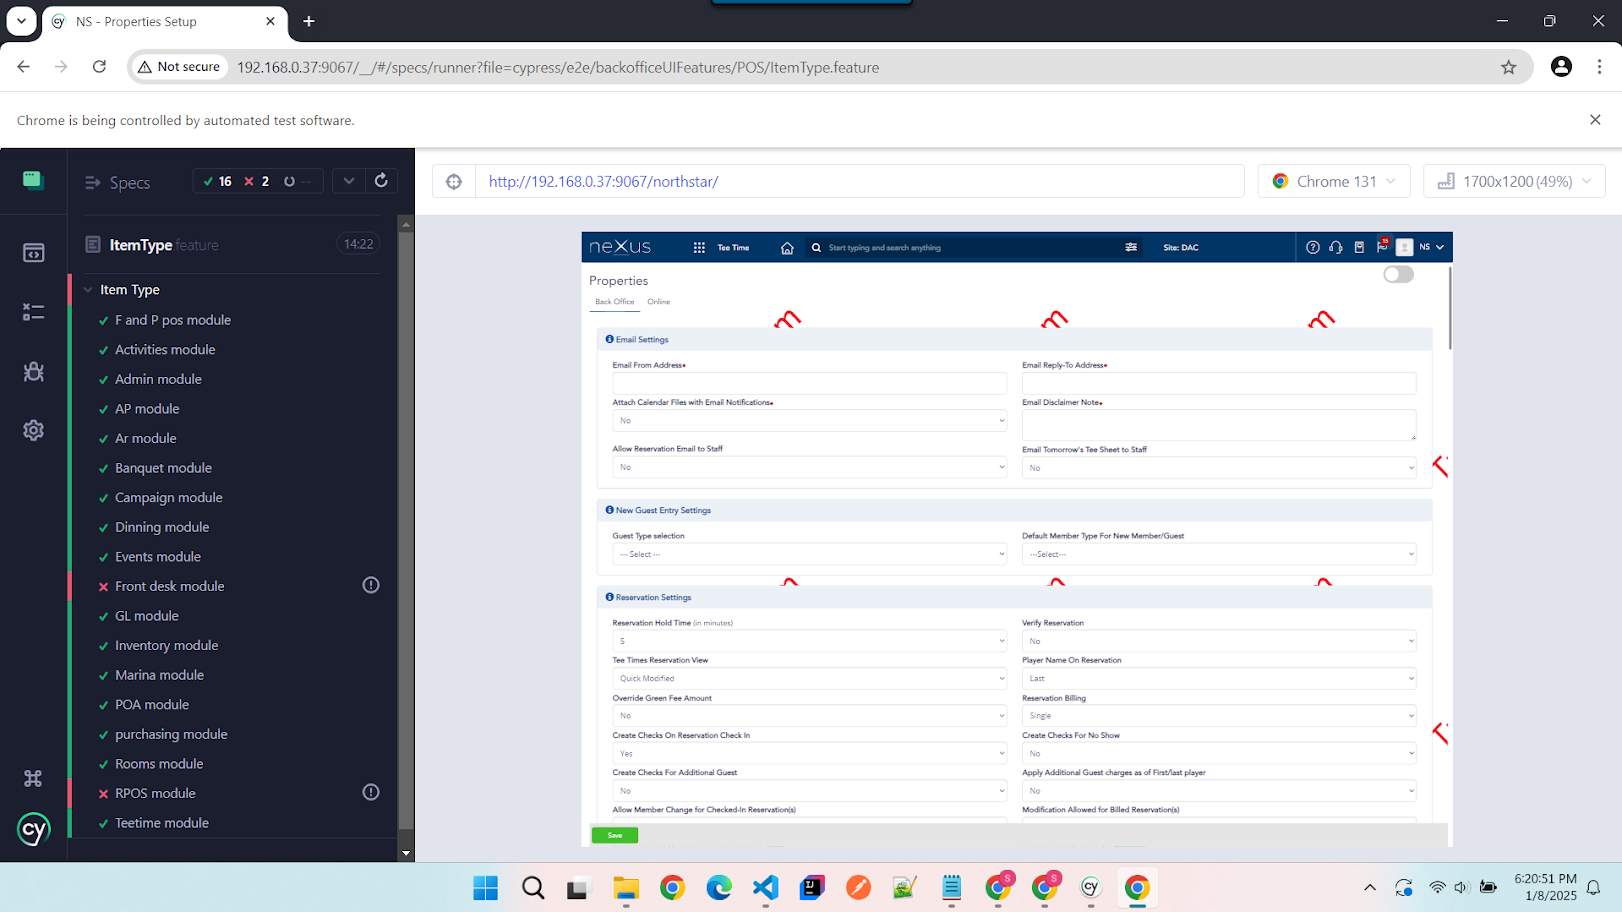 NS - Properties Setup
Not secure
192.168.0.37:9067/__/#/specs/runner?file=cypress/e2e/backofficeUIFeatures/POS/ItemType.feature
Chrome is being controlled by automated test software.
Specs
16 2 --
http://192.168.0.37:9067/northstar/
Chrome 131
1700x1200 (49%)
ItemType.feature
14:22
Item Type
F and P pos module
Activities module
Admin module
AP module
Ar module
Banquet module
Campaign module
Dinning module
Events module
Front desk module
GL module
Inventory module
Marina module
POA module
purchasing module
Rooms module
RPOS module
Teetime module
cy
neXus
Tee Time
Start typing and search anything
Site: DAC
NS
Properties
Back Office Online
Email Settings
Email From Address*
Email Reply-To Address*
Attach Calendar Files with Email Notifications*
Email Disclaimer Note*
No
Allow Reservation Email to Staff
Email Tomorrow's Tee Sheet to Staff
No
No
New Guest Entry Settings
Guest Type selection
Default Member Type For New Member/Guest
--- Select ---
---Select---
Reservation Settings
Reservation Hold Time (in minutes)
Verify Reservation
5
No
Tee Times Reservation View
Player Name On Reservation
Quick Modified
Last
Override Green Fee Amount
Reservation Billing
No
Single
Create Checks On Reservation Check In
Create Checks For No Show
Yes
No
Create Checks For Additional Guest
Apply Additional Guest charges as of First/last player
No
No
Allow Member Change for Checked-In Reservation(s)
Modification Allowed for Billed Reservation(s)
Save
6:20:51 PM
1/8/2025